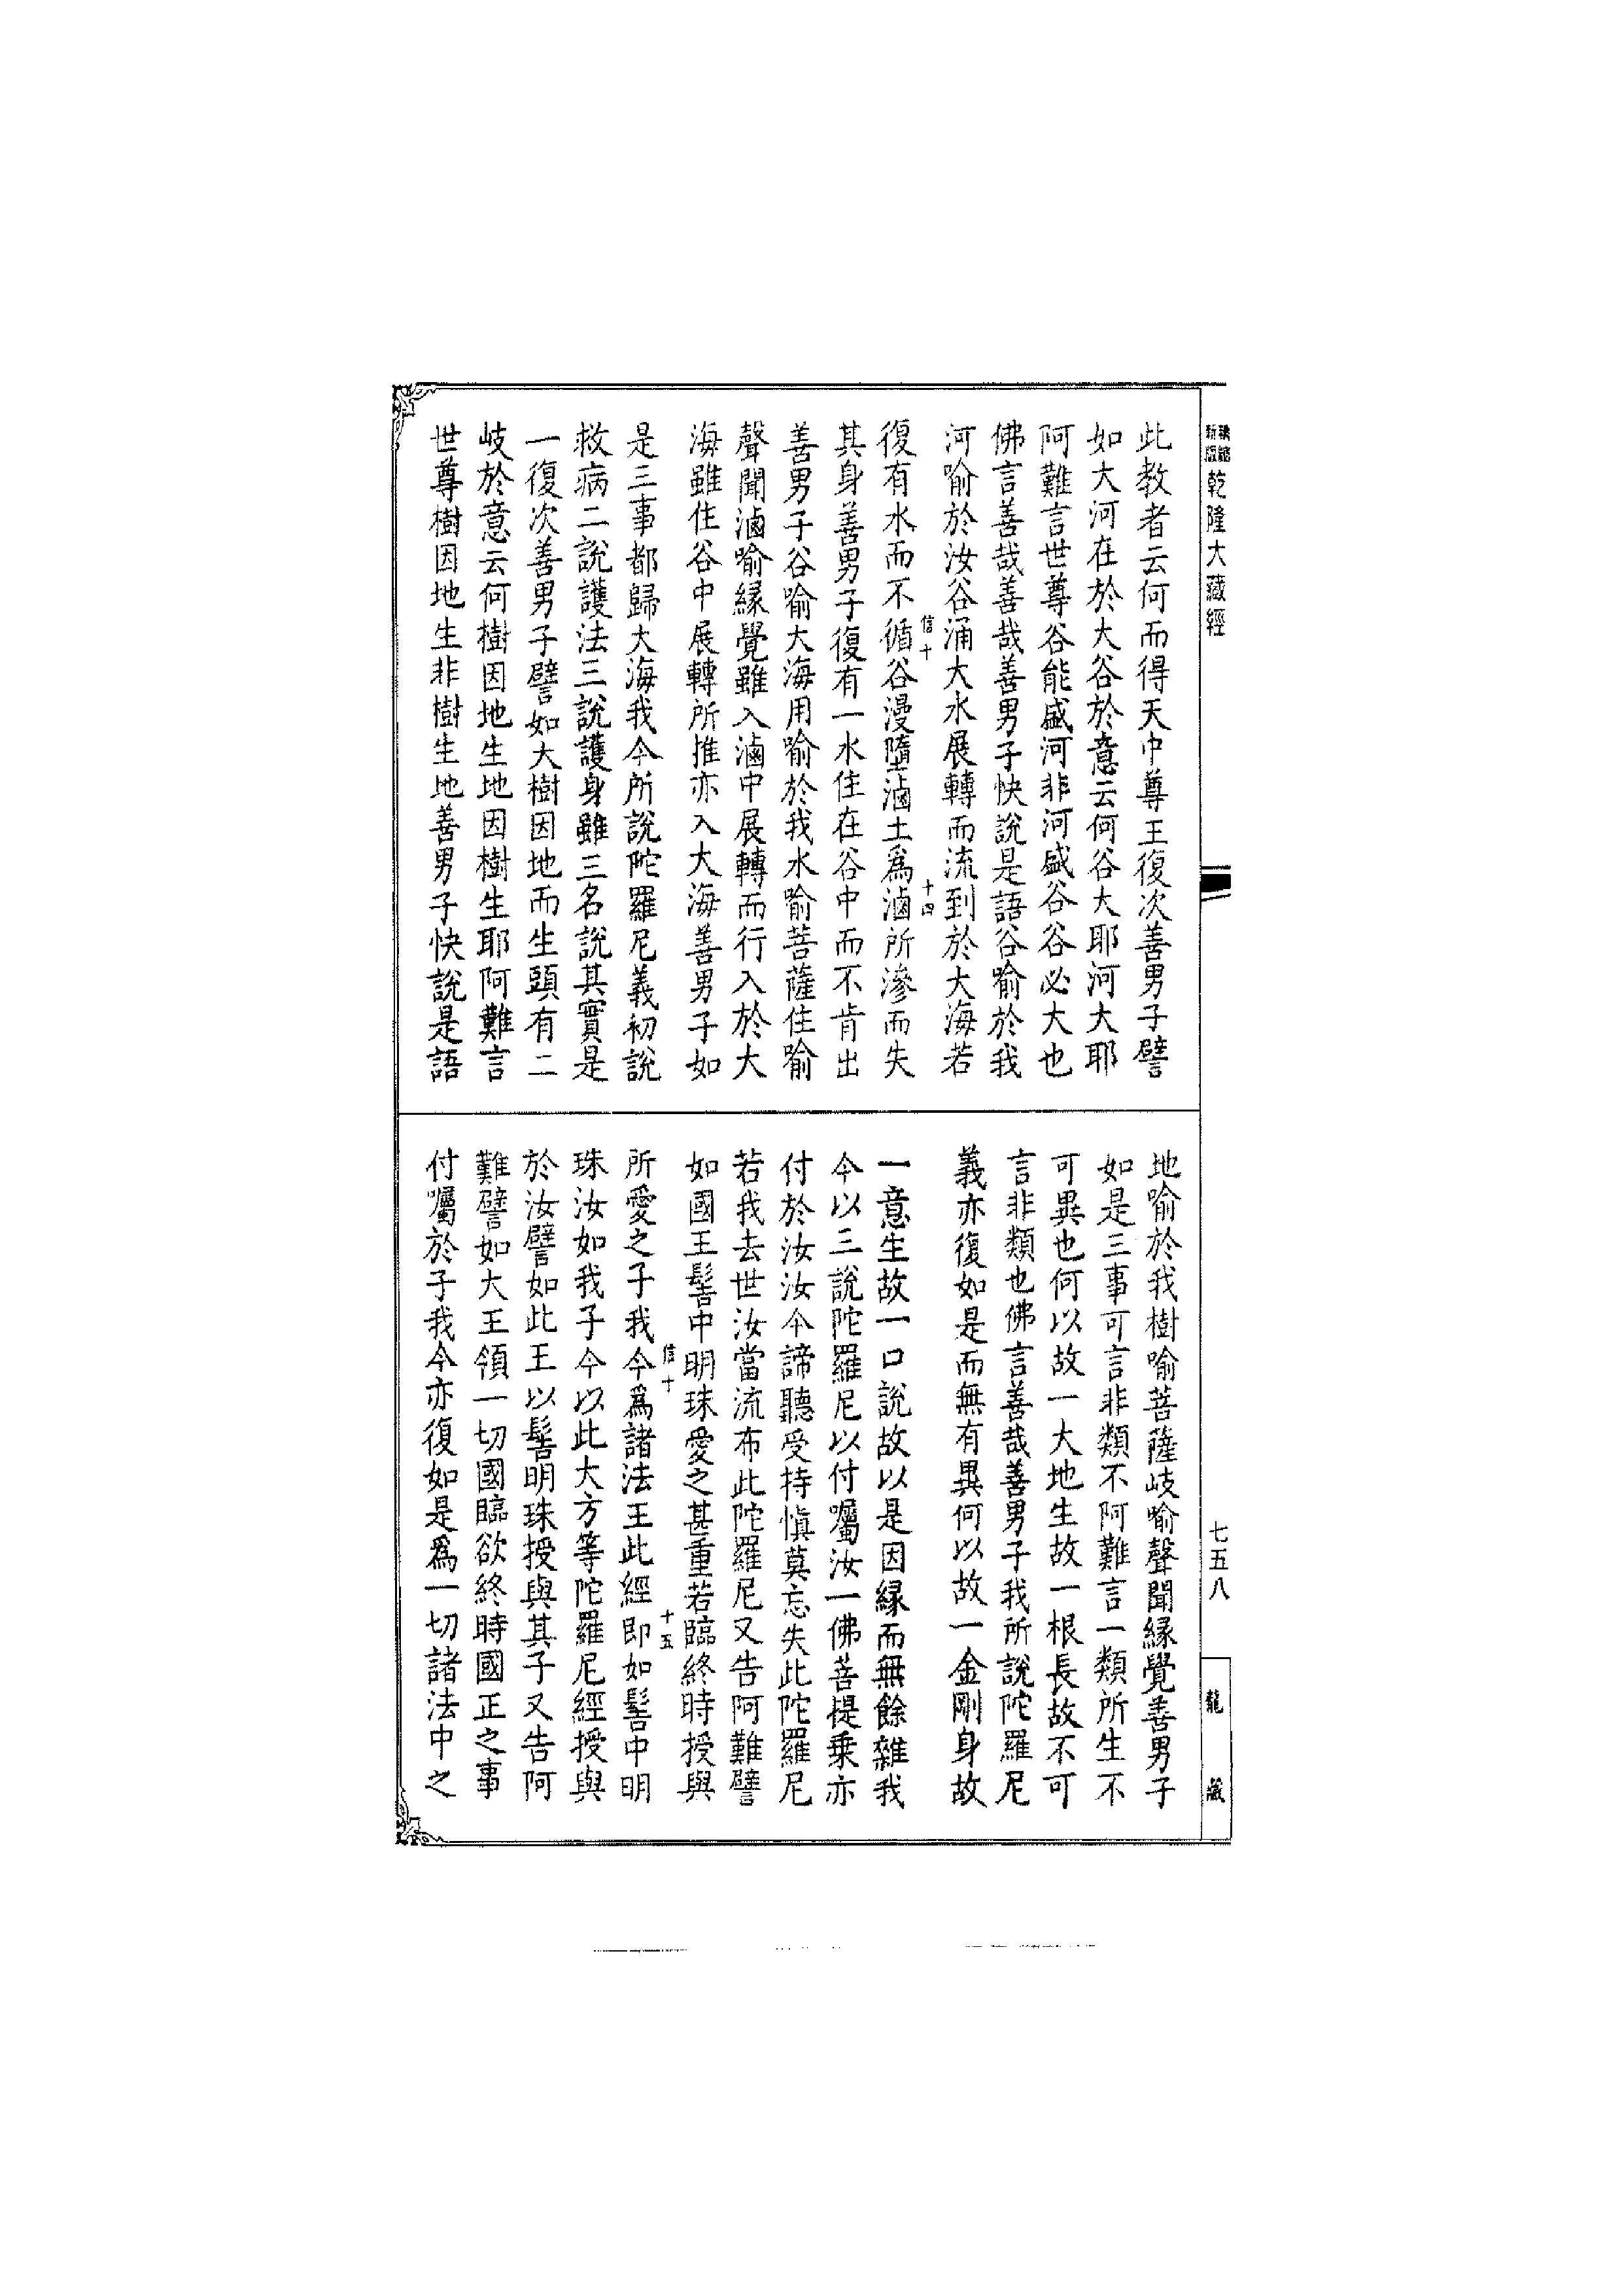 乾隆大藏經
七五八
龍藏
此教者云何而得天中尊王復次善男子譬
如大河在於大谷於意云何谷大耶河大耶
阿難言世尊谷能盛河非河盛谷谷必大也
佛言善哉善哉善男子快說是語谷喻於我
河喻於汝谷涌大水展轉而流到於大海若
信十
十四
復有水而不循谷漫墮滷土爲滷所滲而失
其身善男子復有一水住在谷中而不肯出
善男子谷喻大海用喻於我水喻菩薩住喻
聲聞滷喻緣覺雖入滷中展轉而行入於大
海雖住谷中展轉所推亦入大海善男子如
是三事都歸大海我今所說陀羅尼義初說
救病二說護法三說護身雖三名說其實是
一復次善男子譬如大樹因地而生頭有二
岐於意云何樹因地生地因樹生耶阿難言
世尊樹因地生非樹生地善男子快說是語
地喻於我樹喻菩薩岐喻聲聞緣覺善男子
如是三事可言非類不阿難言一類所生不
可異也何以故一大地生故一根長故不可
言非類也佛言善哉善男子我所說陀羅尼
義亦復如是而無有異何以故一金剛身故
一意生故一口說故以是因緣而無餘雜我
今以三說陀羅尼以付囑汝一佛菩提乘亦
付於汝汝今諦聽受持慎莫忘失此陀羅尼
若我去世汝當流布此陀羅尼又告阿難譬
如國王髻中明珠愛之甚重若臨終時授與
信十
十五
所愛之子我今爲諸法王此經即如髻中明
珠汝如我子今以此大方等陀羅尼經授與
於汝譬如此王以髻明珠授與其子又告阿
難譬如大王領一切國臨欲終時國正之事
付囑於子我今亦復如是爲一切諸法中之